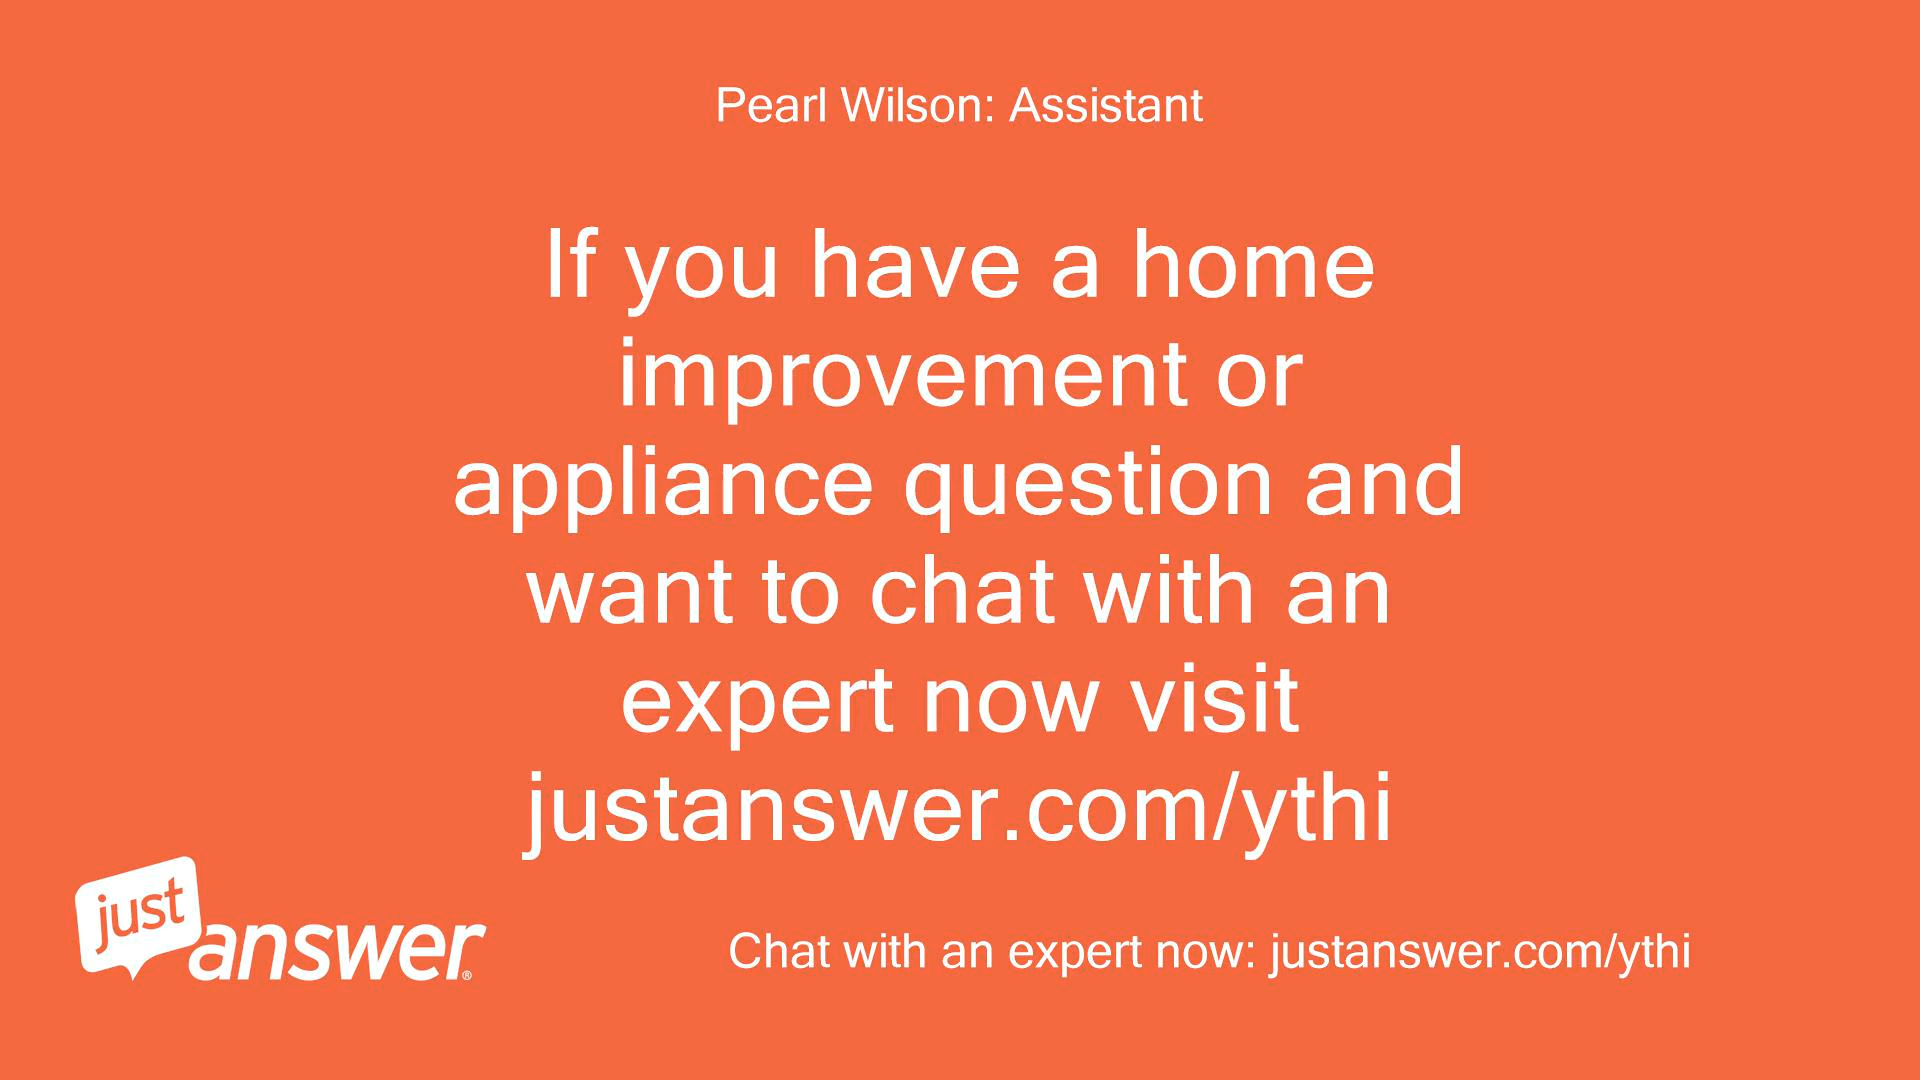 Pearl Wilson: Assistant
If you have a home
improvement or
appliance question and
want to chat with an
expert now visit
justanswer.com/ythi
just
answer®
Chat with an expert now: justanswer.com/ythi